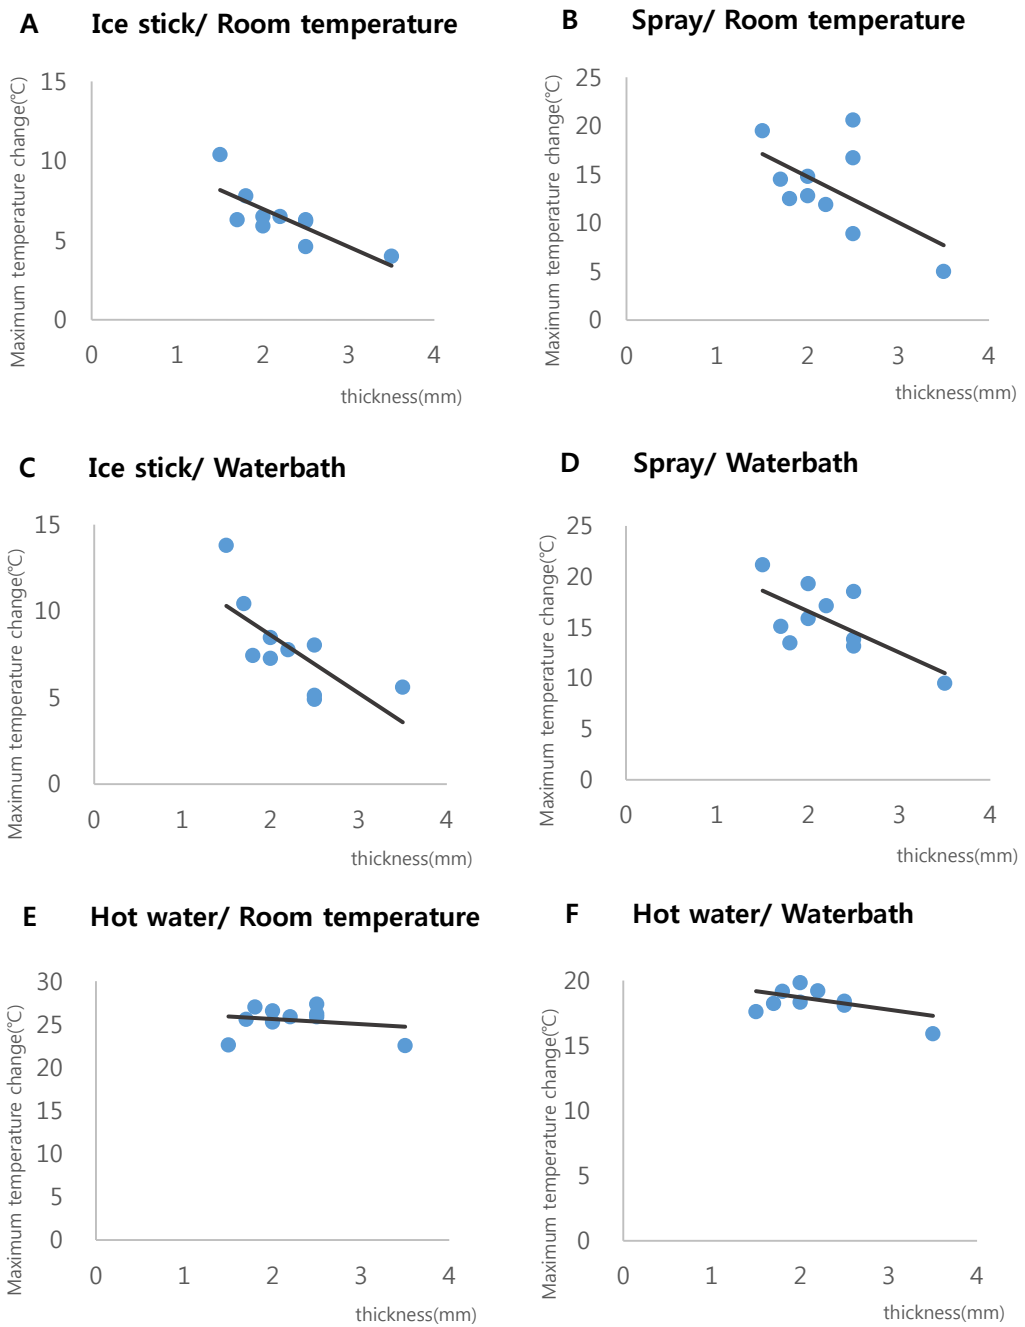 A Ice stick/ Room temperature
Maximum temperature change(℃)
15
10
5
0
0 1 2 3 4
thickness(mm)
B Spray/ Room temperature
Maximum temperature change(℃)
25
20
15
10
5
0
0 1 2 3 4
thickness(mm)
C Ice stick/ Waterbath
Maximum temperature change(℃)
15
10
5
0
0 1 2 3 4
thickness(mm)
D Spray/ Waterbath
Maximum temperature change(℃)
25
20
15
10
5
0
0 1 2 3 4
thickness(mm)
E Hot water/ Room temperature
Maximum temperature change(℃)
30
25
20
15
10
5
0
0 1 2 3 4
thickness(mm)
F Hot water/ Waterbath
Maximum temperature change(℃)
20
15
10
5
0
0 1 2 3 4
thickness(mm)